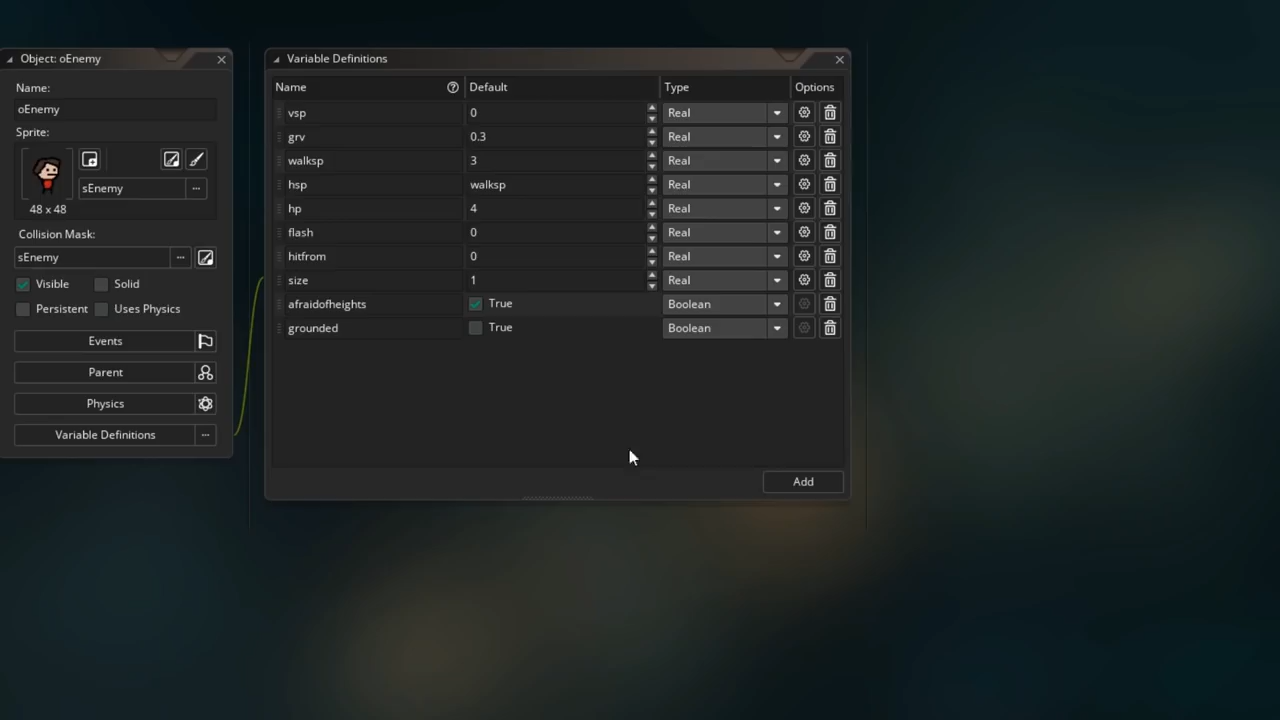 Object: oEnemy
Name:
oEnemy
Sprite:
sEnemy
48 x 48
Collision Mask:
sEnemy
Visible Solid
Persistent Uses Physics
Events
Parent
Physics
Variable Definitions
Variable Definitions
Name Default Type Options
vsp 0 Real
grv 0.3 Real
walksp 3 Real
hsp walksp Real
hp 4 Real
flash 0 Real
hitfrom 0 Real
size 1 Real
afraidofheights True Boolean
grounded True Boolean
Add